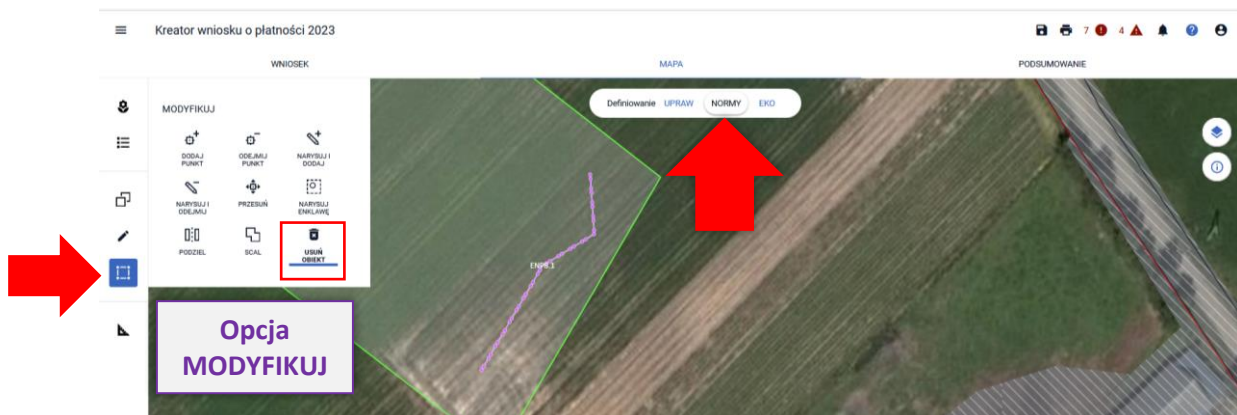 Kreator wniosku o płatności 2023
7
4
WNIOSEK
MAPA
PODSUMOWANIE
MODYFIKUJ
Definiowanie UPRAW NORMY EKO
DODAJ
PUNKT
ODEJMIJ
PUNKT
NARYSUJ I
DODAJ
NARYSUJ I
ODEJMIJ
PRZESUŃ
NARYSUJ
ENKLAWĘ
PODZIEL
SCAL
USUŃ
OBIEKT
Opcja
MODYFIKUJ